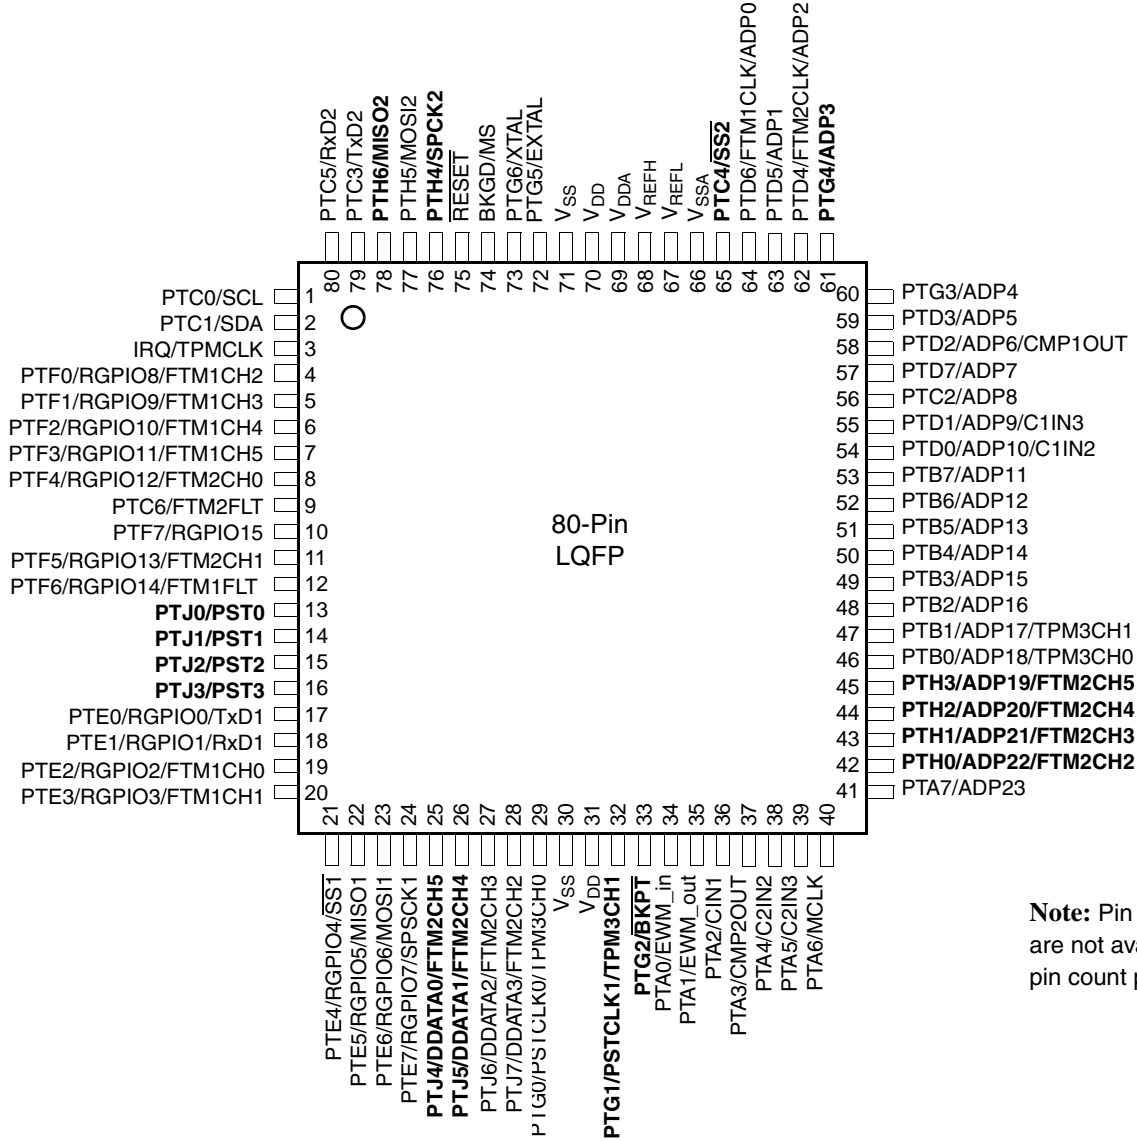 PTC5/RxD2
PTC3/TxD2
PTH6/MISO2
PTH5/MOSI2
PTH4/SPCK2
RESET
BKGD/MS
PTG6/XTAL
PTG5/EXTAL
VSS
VDD
VDDA
VREFH
VREFL
VSSA
PTC4/SS2
PTD6/FTM1CLK/ADP0
PTD5/ADP1
PTD4/FTM2CLK/ADP2
PTG4/ADP3
80
79
78
77
76
75
74
73
72
71
70
69
68
67
66
65
64
63
62
61
PTC0/SCL 1
PTC1/SDA 2
IRQ/TPMCLK 3
PTF0/RGPIO8/FTM1CH2 4
PTF1/RGPIO9/FTM1CH3 5
PTF2/RGPIO10/FTM1CH4 6
PTF3/RGPIO11/FTM1CH5 7
PTF4/RGPIO12/FTM2CH0 8
PTC6/FTM2FLT 9
PTF7/RGPIO15 10
PTF5/RGPIO13/FTM2CH1 11
PTF6/RGPIO14/FTM1FLT 12
PTJ0/PST0 13
PTJ1/PST1 14
PTJ2/PST2 15
PTJ3/PST3 16
PTE0/RGPIO0/TxD1 17
PTE1/RGPIO1/RxD1 18
PTE2/RGPIO2/FTM1CH0 19
PTE3/RGPIO3/FTM1CH1 20
80-Pin
LQFP
60 PTG3/ADP4
59 PTD3/ADP5
58 PTD2/ADP6/CMP1OUT
57 PTD7/ADP7
56 PTC2/ADP8
55 PTD1/ADP9/C1IN3
54 PTD0/ADP10/C1IN2
53 PTB7/ADP11
52 PTB6/ADP12
51 PTB5/ADP13
50 PTB4/ADP14
49 PTB3/ADP15
48 PTB2/ADP16
47 PTB1/ADP17/TPM3CH1
46 PTB0/ADP18/TPM3CH0
45 PTH3/ADP19/FTM2CH5
44 PTH2/ADP20/FTM2CH4
43 PTH1/ADP21/FTM2CH3
42 PTH0/ADP22/FTM2CH2
41 PTA7/ADP23
21
22
23
24
25
26
27
28
29
30
31
32
33
34
35
36
37
38
39
40
PTE4/RGPIO4/SS1
PTE5/RGPIO5/MISO1
PTE6/RGPIO6/MOSI1
PTE7/RGPIO7/SPSCK1
PTJ4/DDATA0/FTM2CH5
PTJ5/DDATA1/FTM2CH4
PTJ6/DDATA2/FTM2CH3
PTJ7/DDATA3/FTM2CH2
PTG0/PSTCLK0/TPM3CH0
VSS
VDD
PTG1/PSTCLK1/TPM3CH1
PTG2/BKPT
PTA0/EWM_in
PTA1/EWM_out
PTA2/CIN1
PTA3/CMP2OUT
PTA4/C2IN2
PTA5/C2IN3
PTA6/MCLK
Note: Pin
are not ava
pin count p